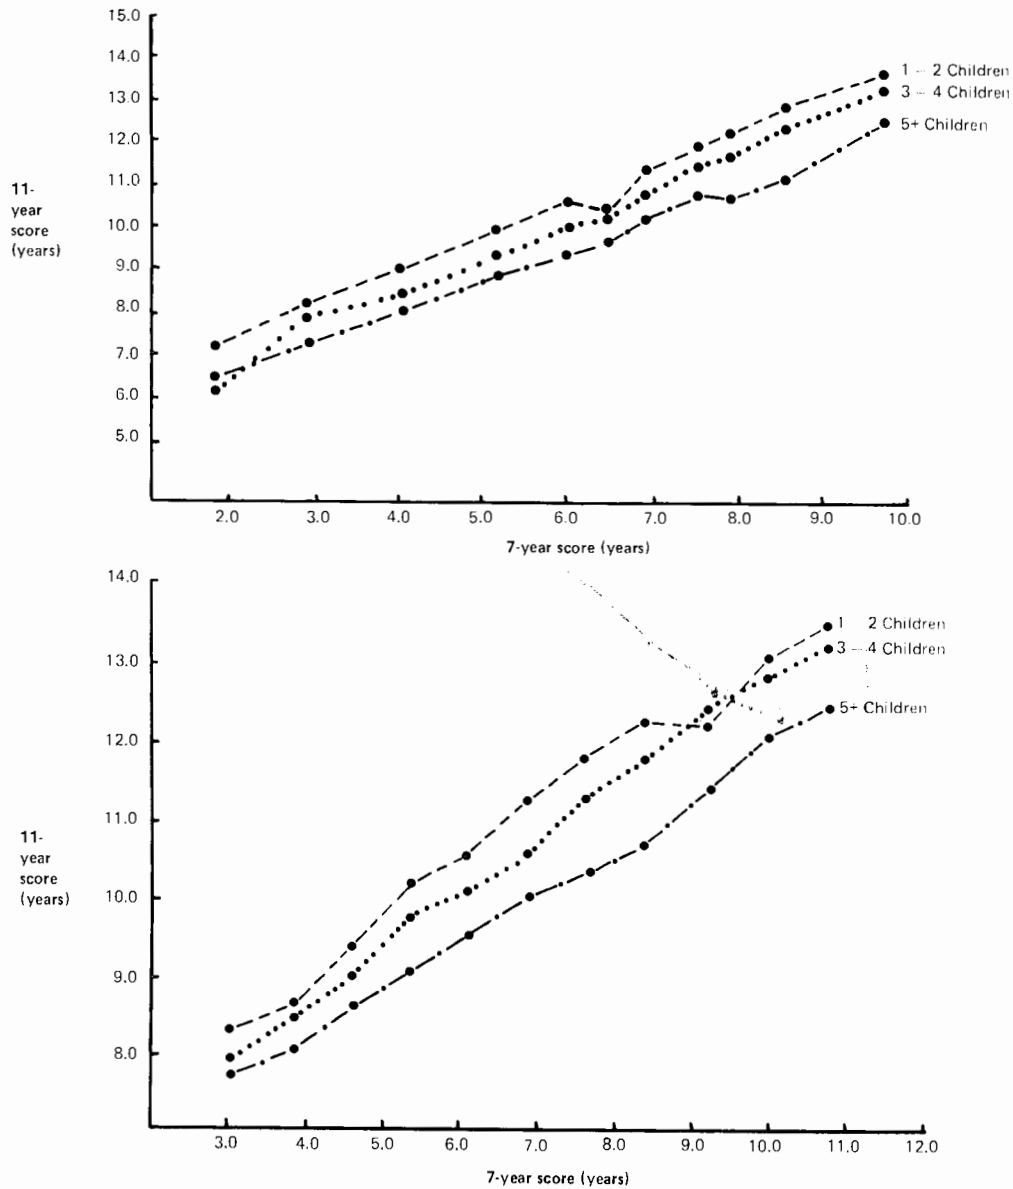 15.0
14.0
13.0
12.0
11.0
10.0
9.0
8.0
7.0
6.0
5.0
11-
year
score
(years)
1 – 2 Children
3 – 4 Children
5+ Children
2.0 3.0 4.0 5.0 6.0 7.0 8.0 9.0 10.0
7-year score (years)
14.0
13.0
12.0
11.0
10.0
9.0
8.0
11-
year
score
(years)
1 2 Children
3 – 4 Children
5+ Children
3.0 4.0 5.0 6.0 7.0 8.0 9.0 10.0 11.0 12.0
7-year score (years)